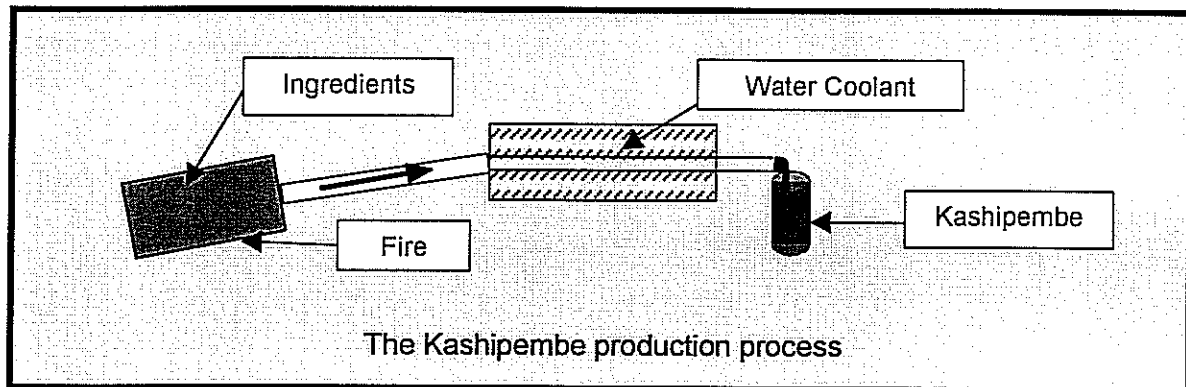 Ingredients
Water Coolant
Kashipembe
Fire
The Kashipembe production process